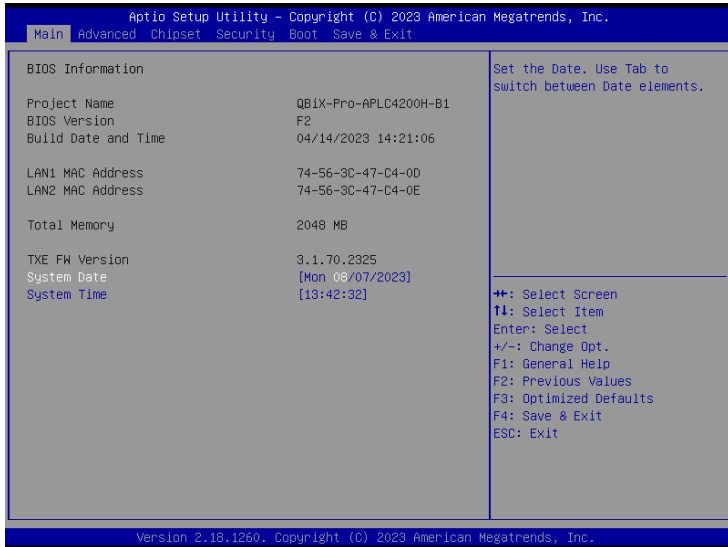 Aptio Setup Utility – Copyright (C) 2023 American Megatrends, Inc.
Main Advanced Chipset Security Boot Save & Exit
BIOS Information
Project Name QBiX-Pro-APLC4200H-B1
BIOS Version F2
Build Date and Time 04/14/2023 14:21:06
LAN1 MAC Address 74-56-3C-47-C4-0D
LAN2 MAC Address 74-56-3C-47-C4-0E
Total Memory 2048 MB
TXE FW Version 3.1.70.2325
System Date [Mon 08/07/2023]
System Time [13:42:32]
Set the Date. Use Tab to
switch between Date elements.
→←: Select Screen
↑↓: Select Item
Enter: Select
+/-: Change Opt.
F1: General Help
F2: Previous Values
F3: Optimized Defaults
F4: Save & Exit
ESC: Exit
Version 2.18.1260. Copyright (C) 2023 American Megatrends, Inc.